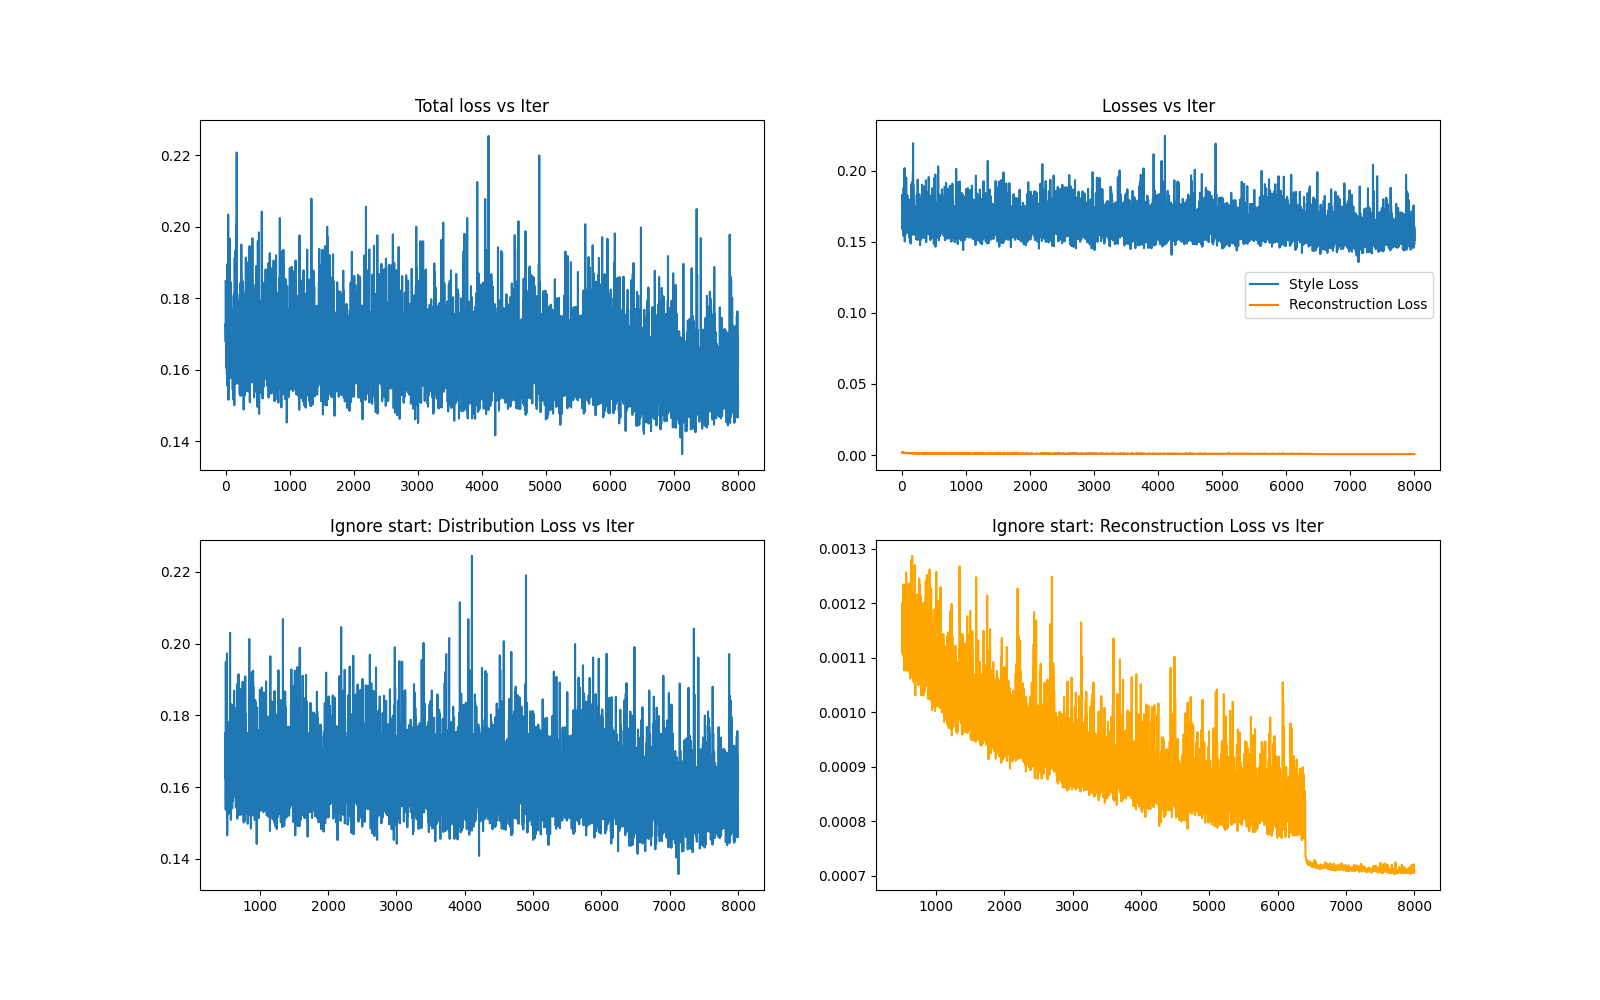 Total loss vs Iter
0.22
0.20
0.18
0.16
0.14
0 1000 2000 3000 4000 5000 6000 7000 8000
Losses vs Iter
0.20
0.15
0.10
0.05
0.00
Style Loss
Reconstruction Loss
0 1000 2000 3000 4000 5000 6000 7000 8000
Ignore start: Distribution Loss vs Iter
0.22
0.20
0.18
0.16
0.14
1000 2000 3000 4000 5000 6000 7000 8000
Ignore start: Reconstruction Loss vs Iter
0.0013
0.0012
0.0011
0.0010
0.0009
0.0008
0.0007
1000 2000 3000 4000 5000 6000 7000 8000